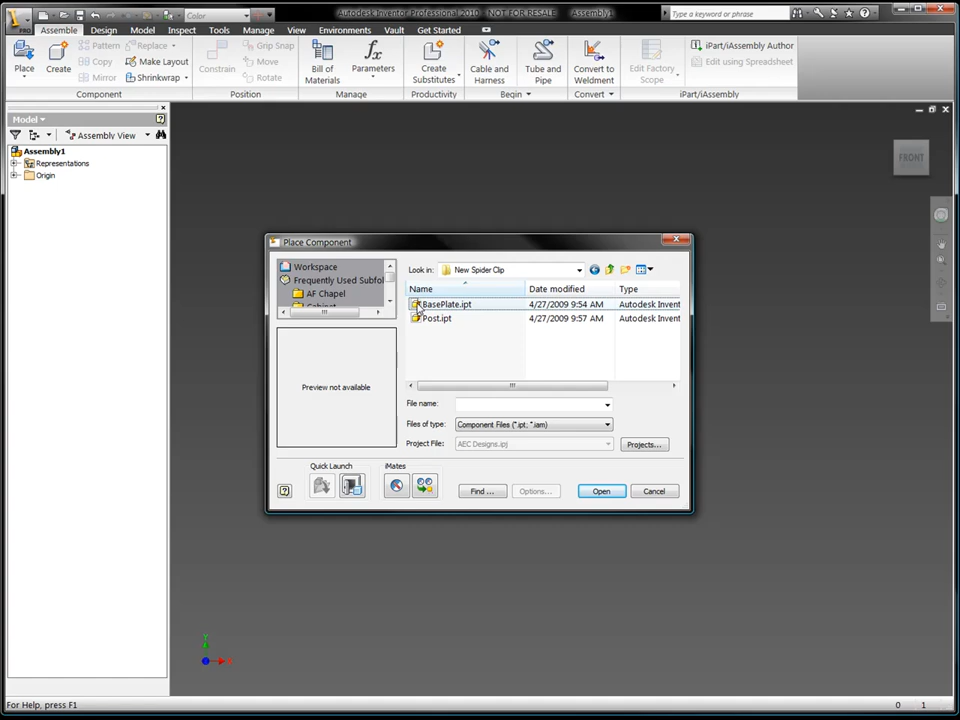 Color
Autodesk Inventor Professional 2010 - NOT FOR RESALE - Assembly1
Type a keyword or phrase
PRO
Assemble Design Model Inspect Tools Manage View Environments Vault Get Started
Place
Create
Pattern
Copy
Mirror
Replace
Make Layout
Shrinkwrap
Component
Constraint
Grip Snap
Move
Rotate
Position
Bill of
Materials
Parameters
Manage
Create
Substitutes
Productivity
Cable and
Harness
Tube and
Pipe
Begin
Convert to
Weldment
Convert
Edit Factory
Scope
iPart/iAssembly Author
Edit using Spreadsheet
iPart/iAssembly
Model
Assembly View
Assembly1
Representations
Origin
FRONT
Place Component
Workspace
Frequently Used Subfol
AF Chapel
Look in: New Spider Clip
Name Date modified Type
BasePlate.ipt 4/27/2009 9:54 AM Autodesk Invent
Post.ipt 4/27/2009 9:57 AM Autodesk Invent
Preview not available
File name:
Files of type: Component Files (*.ipt; *.iam)
Project File: AEC Designs.ipj Projects...
Quick Launch iMates
Find ... Options... Open Cancel
Y
X
For Help, press F1 0 1